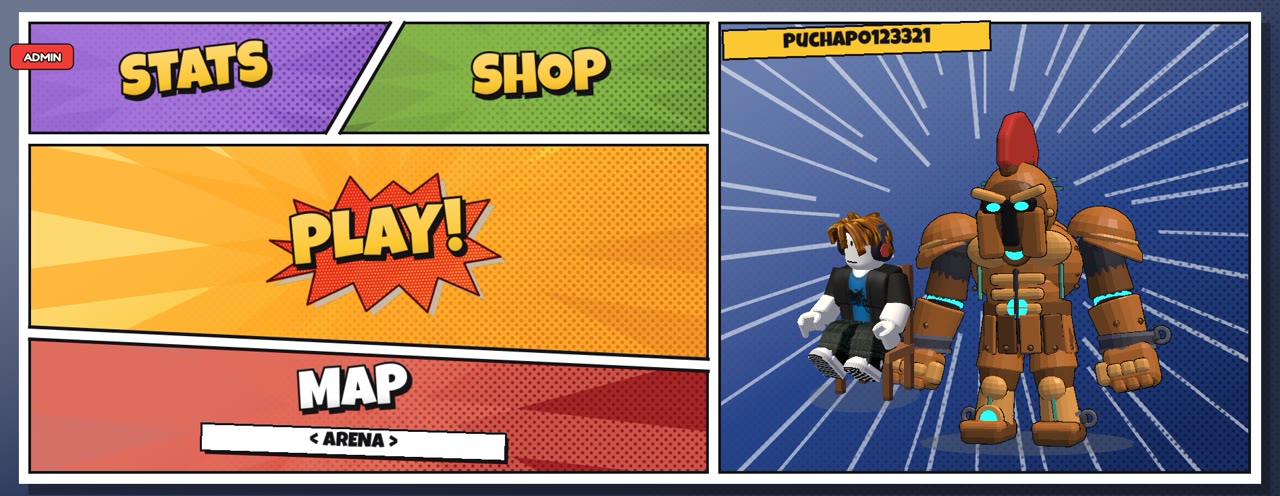 ADMIN
STATS
SHOP
PUCHAPO123321
PLAY!
MAP
< ARENA >